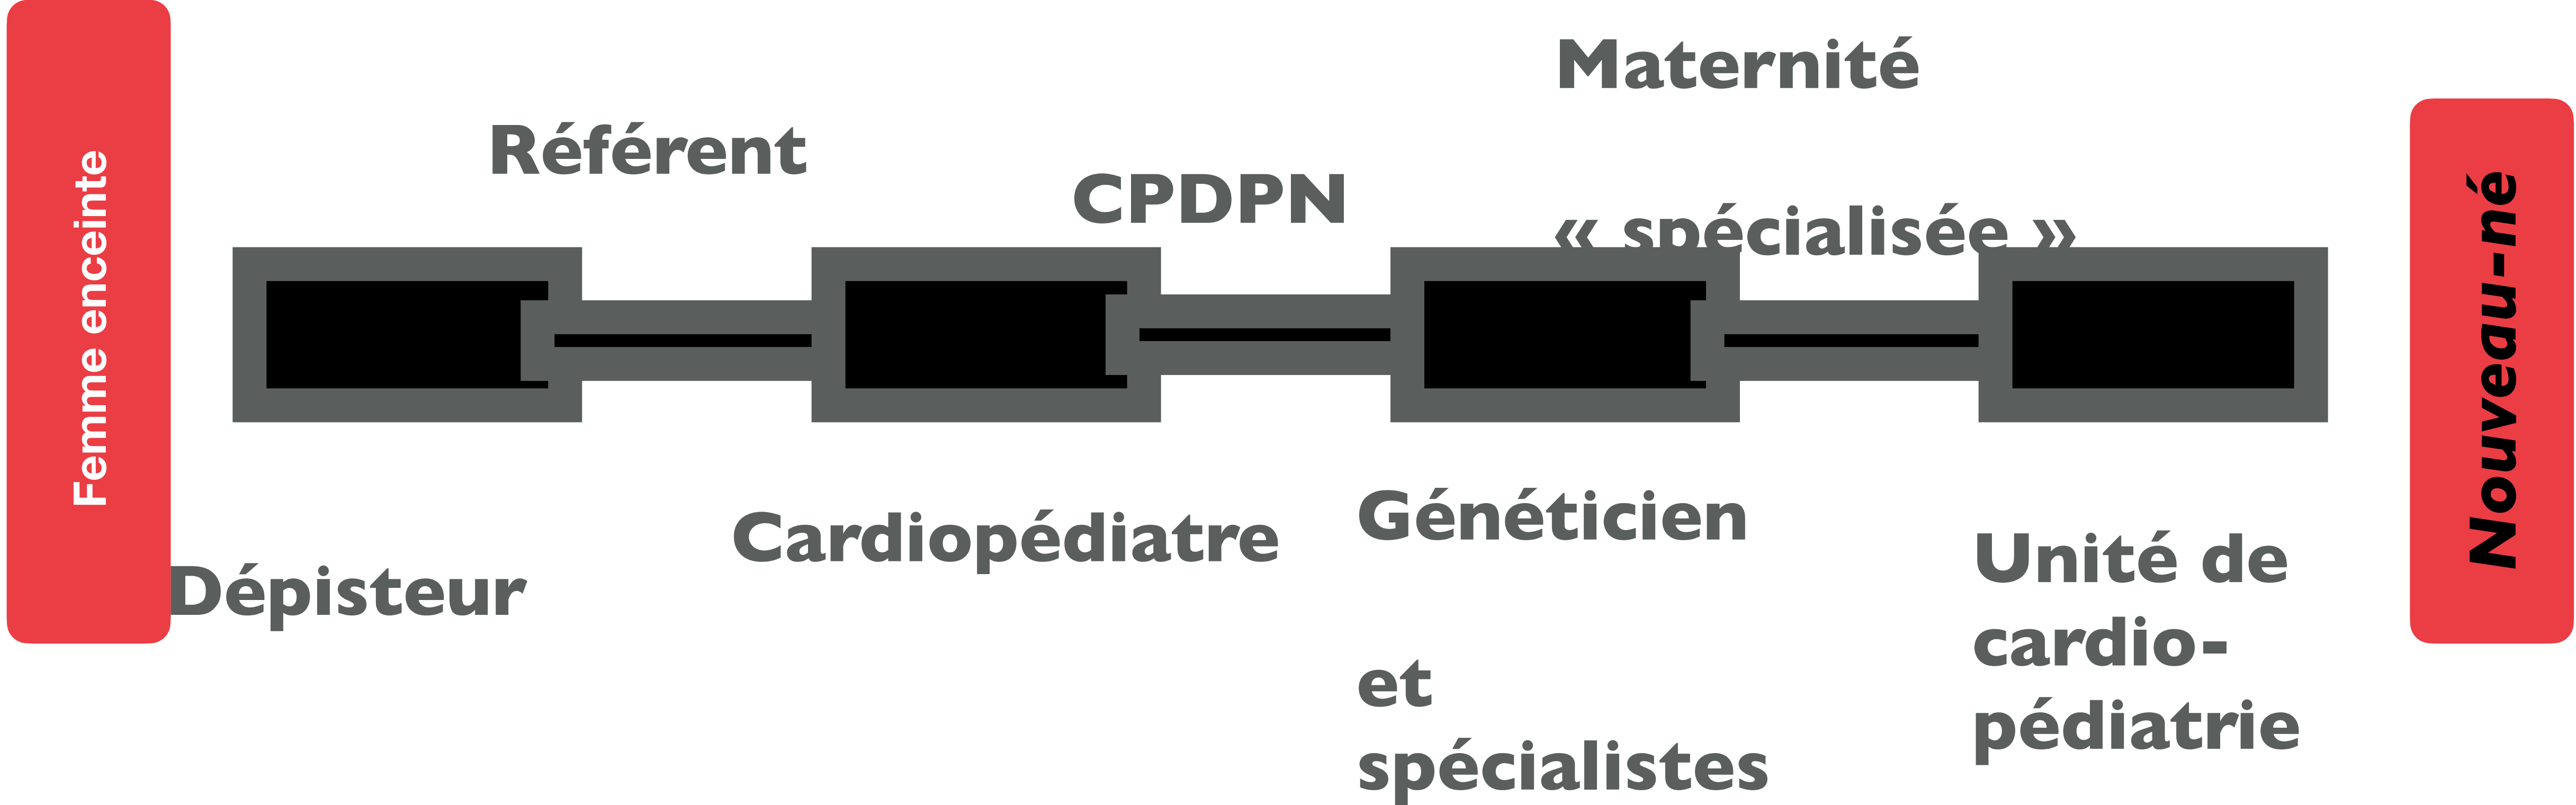 Femme enceinte
Dépisteur
Référent
Cardiopédiatre
CPDPN
Généticien
et
spécialistes
Maternité
« spécialisée »
Unité de
cardio-
pédiatrie
Nouveau-né